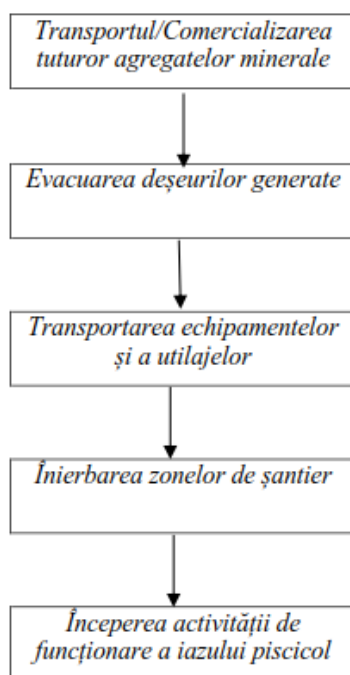 Transportul/Comercializarea
tuturor agregatelor minerale
Evacuarea deșeurilor generate
Transportarea echipamentelor
și a utilajelor
Înierbarea zonelor de șantier
Începerea activității de
funcționare a iazului piscicol